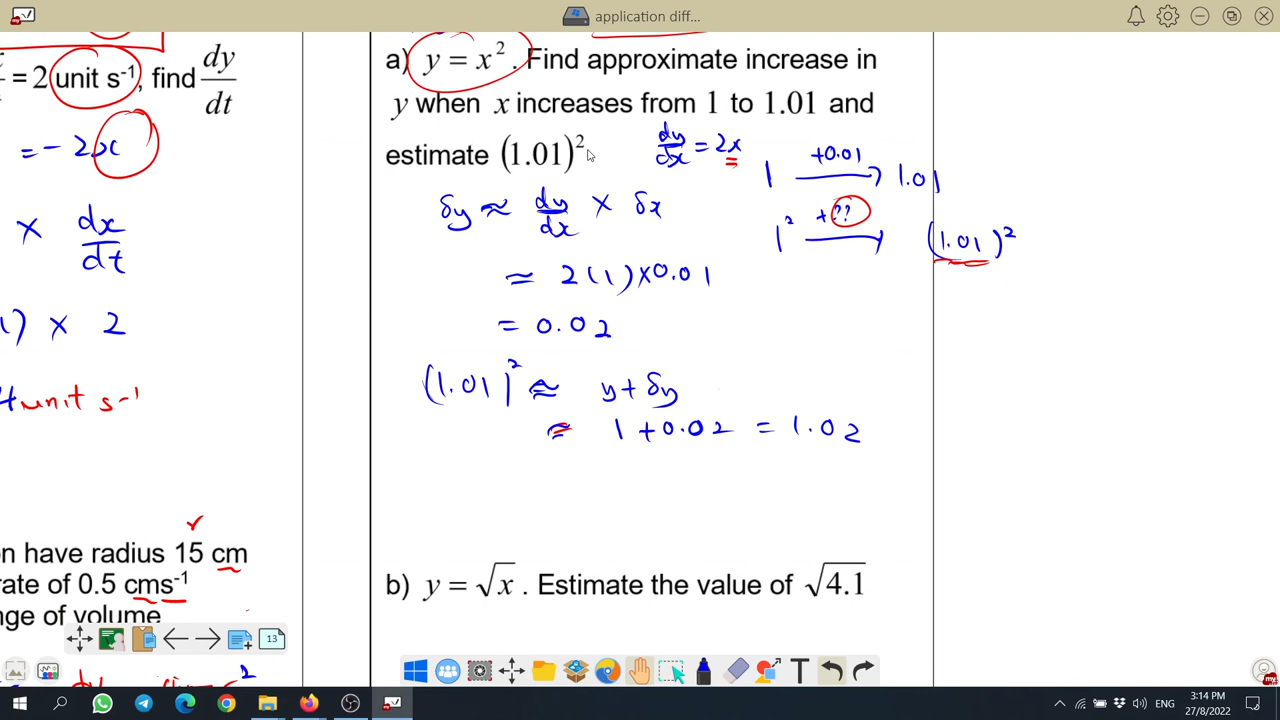 application diff...
= 2 unit s-1, find dy/dt
= - 2x
x dx/dt
1) x 2
4 unit s-1
on have radius 15 cm
rate of 0.5 cms-1
nge of volume
13
a) y = x². Find approximate increase in
y when x increases from 1 to 1.01 and
estimate (1.01)²
dy/dx = 2x
1 +0.01 → 1.01
1² +?? → (1.01)²
δy ≈ dy/dx x δx
≈ 2(1)x0.01
= 0.02
(1.01)² ≈ y + δy
≈ 1 + 0.02 = 1.02
b) y = √x. Estimate the value of √4.1
T
ENG
3:14 PM
27/8/2022